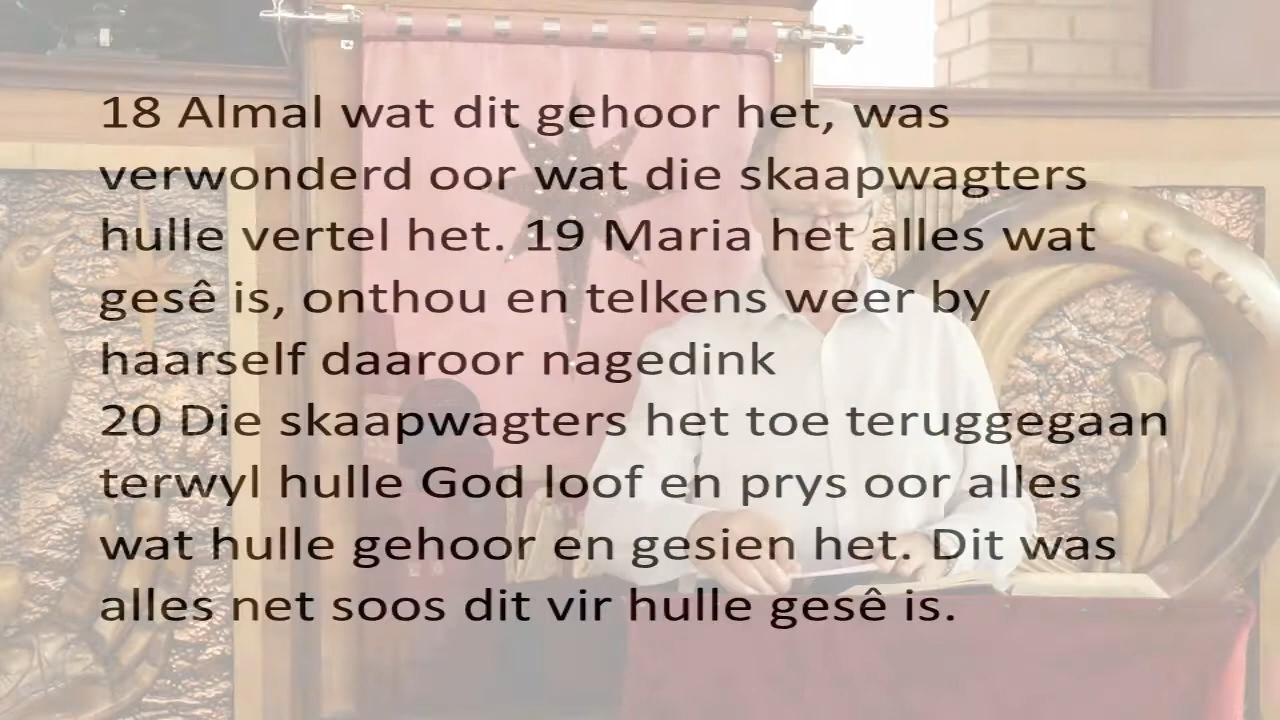 18 Almal wat dit gehoor het, was
verwonderd oor wat die skaapwagters
hulle vertel het. 19 Maria het alles wat
gesê is, onthou en telkens weer by
haarself daaroor nagedink
20 Die skaapwagters het toe teruggegaan
terwyl hulle God loof en prys oor alles
wat hulle gehoor en gesien het. Dit was
alles net soos dit vir hulle gesê is.